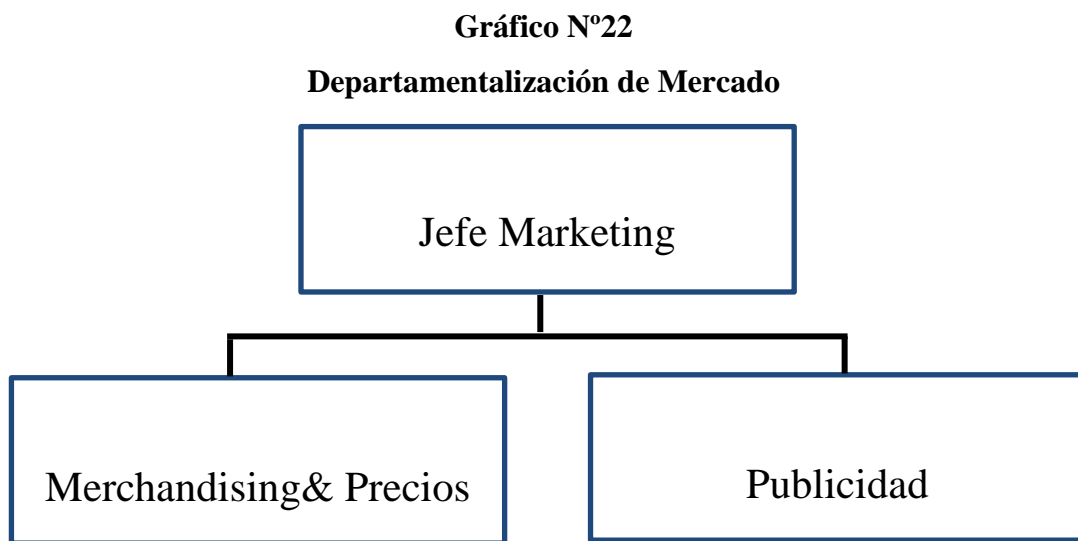 Gráfico Nº22
Departamentalización de Mercado
Jefe Marketing
Merchandising& Precios
Publicidad